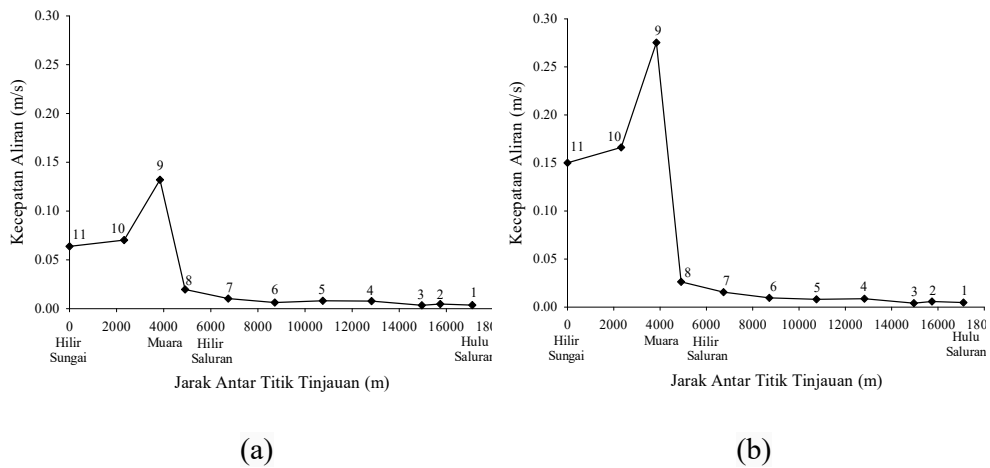 0.30
0.25
0.20
0.15
0.10
0.05
0.00
Kecepatan Aliran (m/s)
9
11
10
8
7
6
5
4
3
2
1
0
2000
4000
6000
8000
10000
12000
14000
16000
180
Hilir
Sungai
Muara
Hilir
Saluran
Hulu
Saluran
Jarak Antar Titik Tinjauan (m)
(a)
0.30
0.25
0.20
0.15
0.10
0.05
0.00
Kecepatan Aliran (m/s)
9
10
11
8
7
6
5
4
3
2
1
0
2000
4000
6000
8000
10000
12000
14000
16000
180
Hilir
Sungai
Muara
Hilir
Saluran
Hulu
Saluran
Jarak Antar Titik Tinjauan (m)
(b)